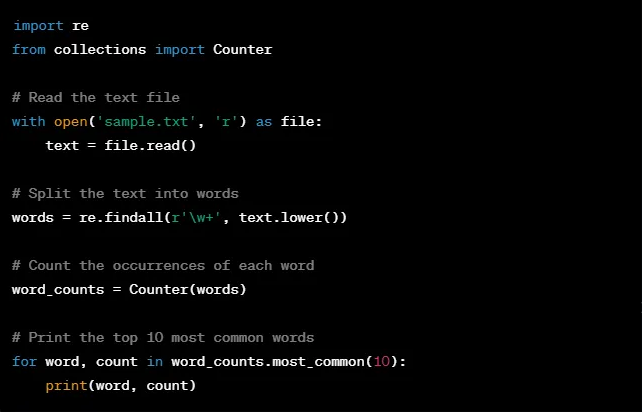 import re
from collections import Counter

# Read the text file
with open('sample.txt', 'r') as file:
    text = file.read()

# Split the text into words
words = re.findall(r'\w+', text.lower())

# Count the occurrences of each word
word_counts = Counter(words)

# Print the top 10 most common words
for word, count in word_counts.most_common(10):
    print(word, count)